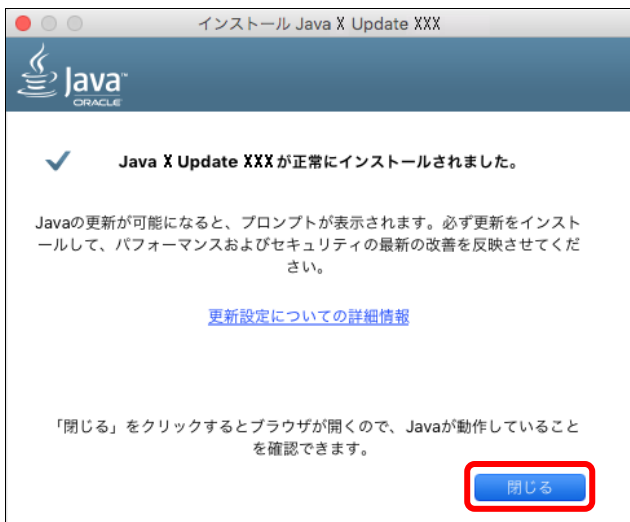 インストール Java X Update XXX
Java™
ORACLE
Java X Update XXX が正常にインストールされました。
Javaの更新が可能になると、プロンプトが表示されます。必ず更新をインスト
ールして、パフォーマンスおよびセキュリティの最新の改善を反映させてくだ
さい。
更新設定についての詳細情報
「閉じる」をクリックするとブラウザが開くので、Javaが動作していること
を確認できます。
閉じる